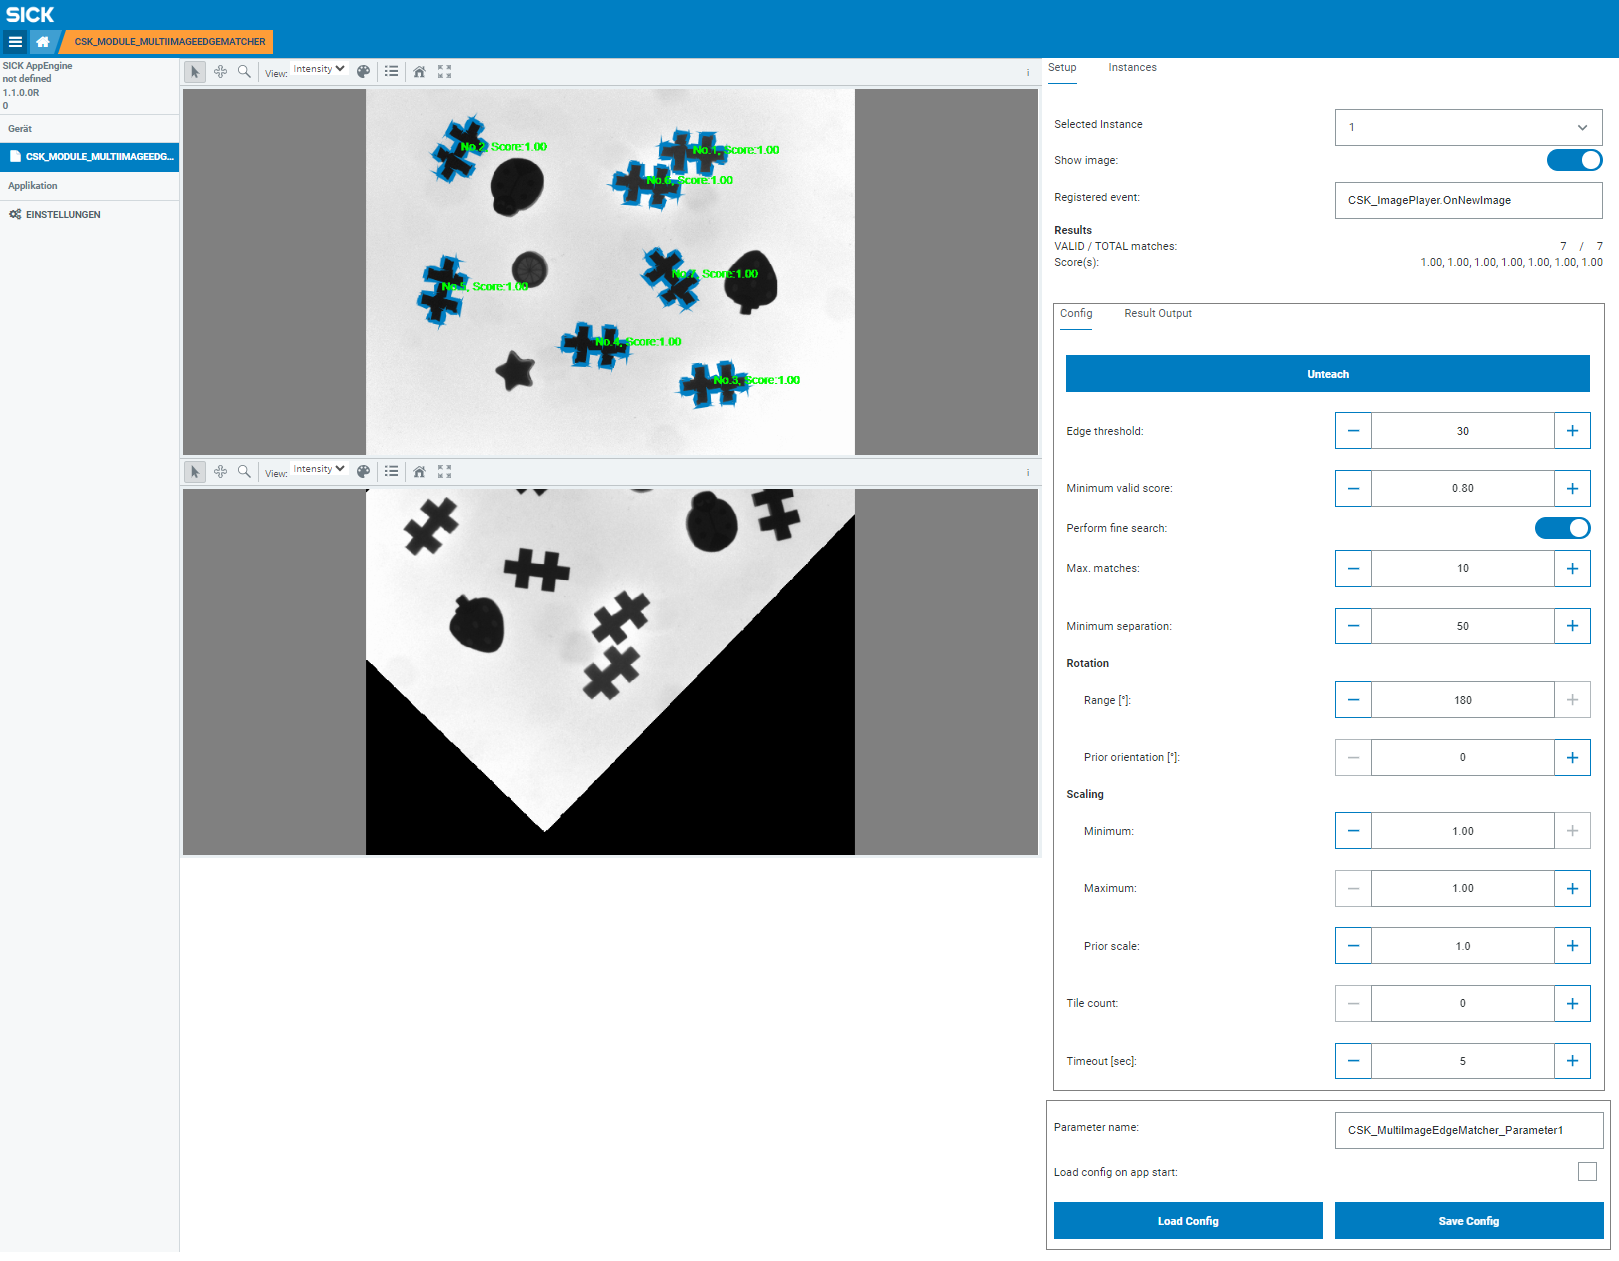 SICK
CSK_MODULE_MULTIIMAGEEDGEMATCHER
SICK AppEngine
not defined
1.1.0.0R
0
Gerät
CSK_MODULE_MULTIIMAGEEDG...
Applikation
EINSTELLUNGEN
View: Intensity
i
No.2, Score:1.00
No.1, Score:1.00
No.6, Score:1.00
No.7, Score:1.00
No.5, Score:1.00
No.4, Score:1.00
No.3, Score:1.00
View: Intensity
i
Setup Instances
Selected Instance 1
Show image:
Registered event: CSK_ImagePlayer.OnNewImage
Results
VALID / TOTAL matches: 7 / 7
Score(s): 1.00, 1.00, 1.00, 1.00, 1.00, 1.00, 1.00
Config Result Output
Unteach
Edge threshold: 30
Minimum valid score: 0.80
Perform fine search:
Max. matches: 10
Minimum separation: 50
Rotation
Range [°]: 180
Prior orientation [°]: 0
Scaling
Minimum: 1.00
Maximum: 1.00
Prior scale: 1.0
Tile count: 0
Timeout [sec]: 5
Parameter name: CSK_MultiImageEdgeMatcher_Parameter1
Load config on app start:
Load Config Save Config